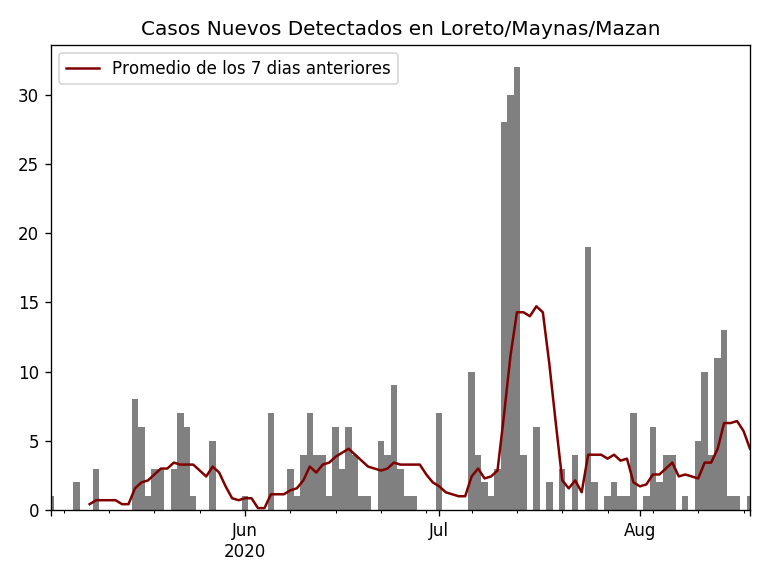 Casos Nuevos Detectados en Loreto/Maynas/Mazan
Promedio de los 7 dias anteriores
30
25
20
15
10
5
0
Jun Jul Aug
2020